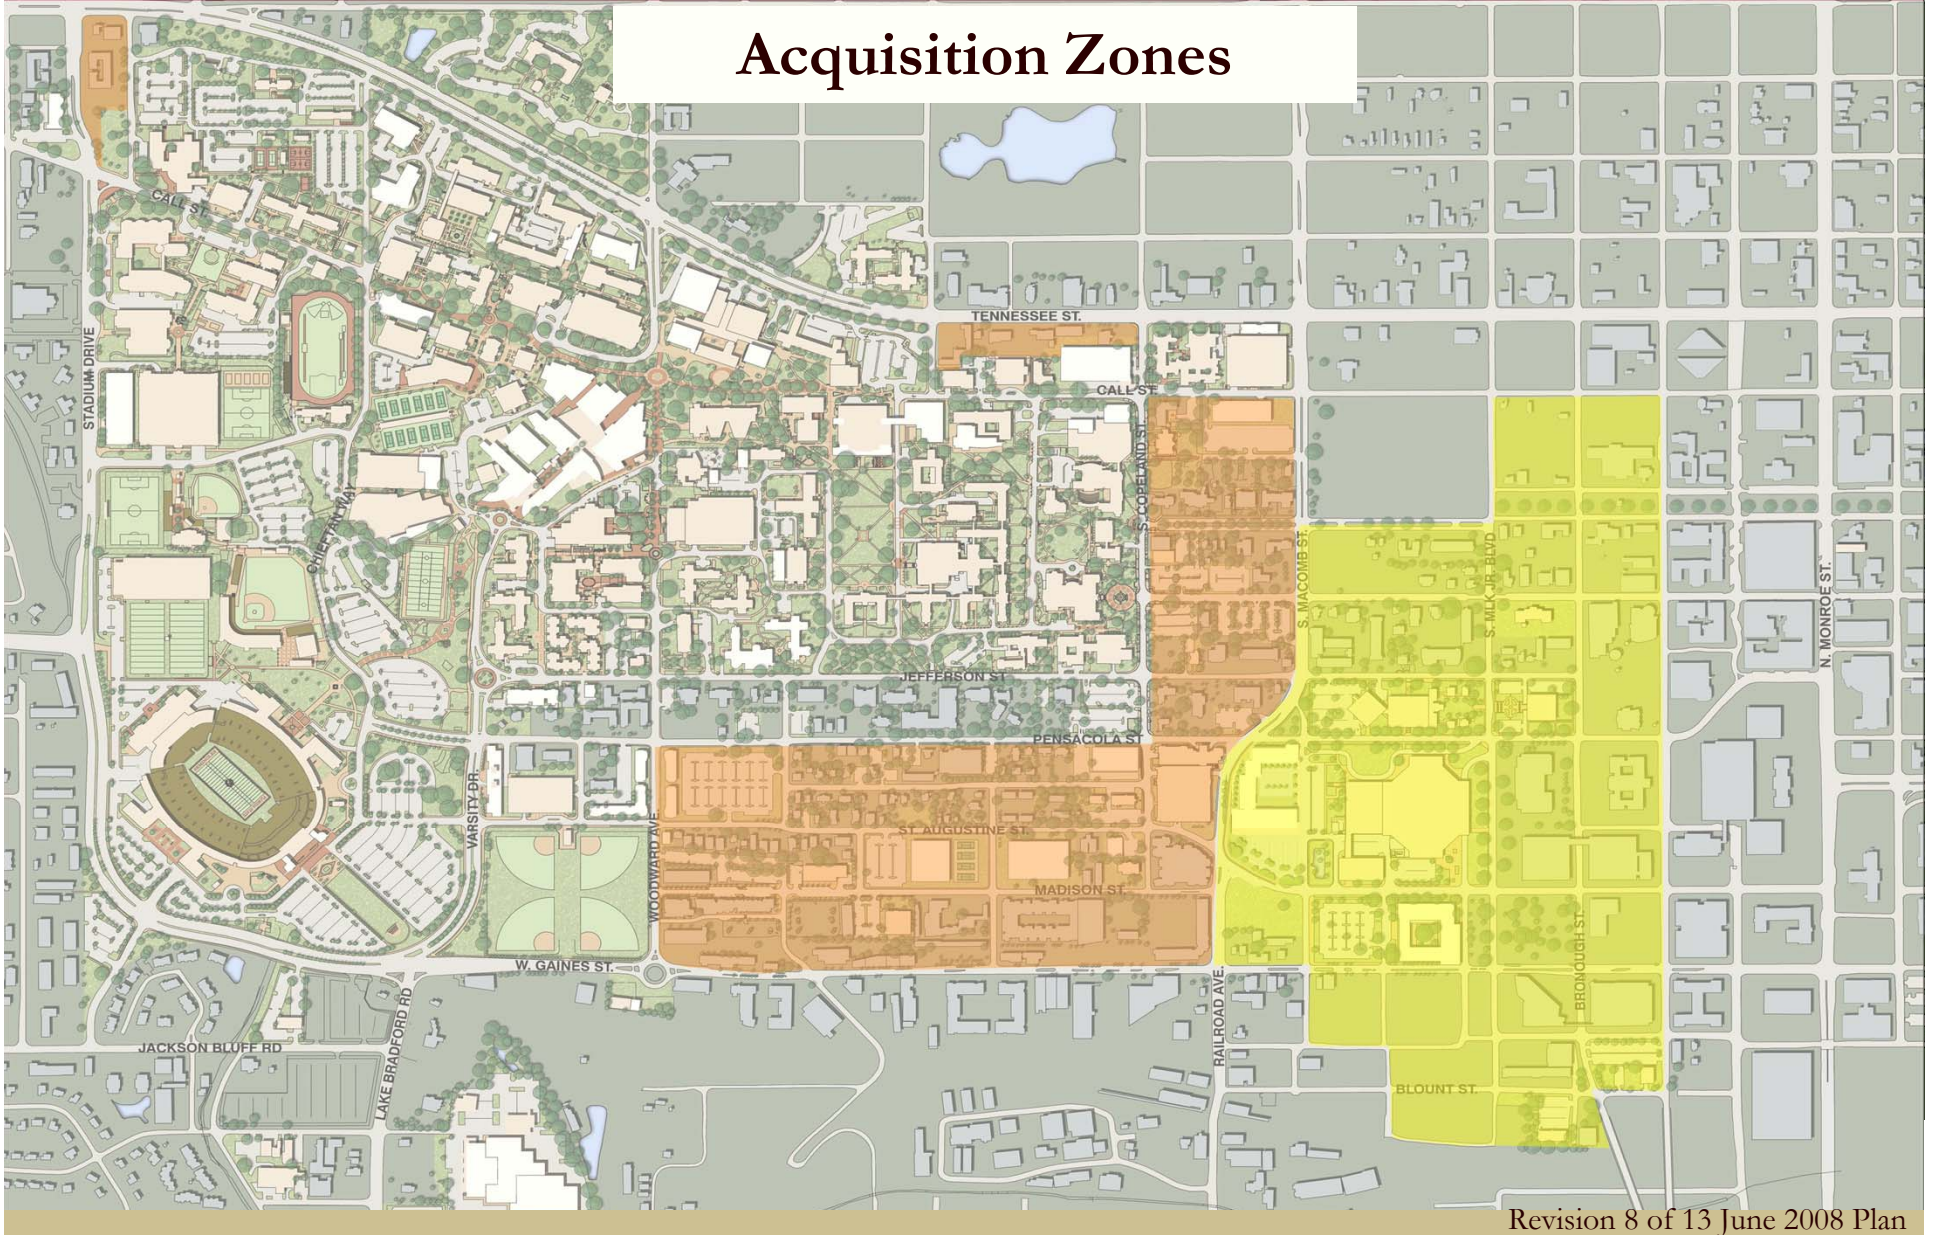 Acquisition Zones
CALL ST.
TENNESSEE ST.
STATADIUM DRIVE
CALL ST.
S. COPELAND ST.
CHIEFTAN WAY
S. MACOMB ST.
S. MLK. JR. BLVD
N. MONROE ST.
JEFFERSON ST
PENSACOLA ST
VARSITY DR.
WOODWARD AVE
ST. AUGUSTINE ST.
MADISON ST.
W. GAINES ST.
BRONOUGH ST.
RAILROAD AVE.
LAKE BRADFORD RD
JACKSON BLUFF RD
BLOUNT ST.
Revision 8 of 13 June 2008 Plan